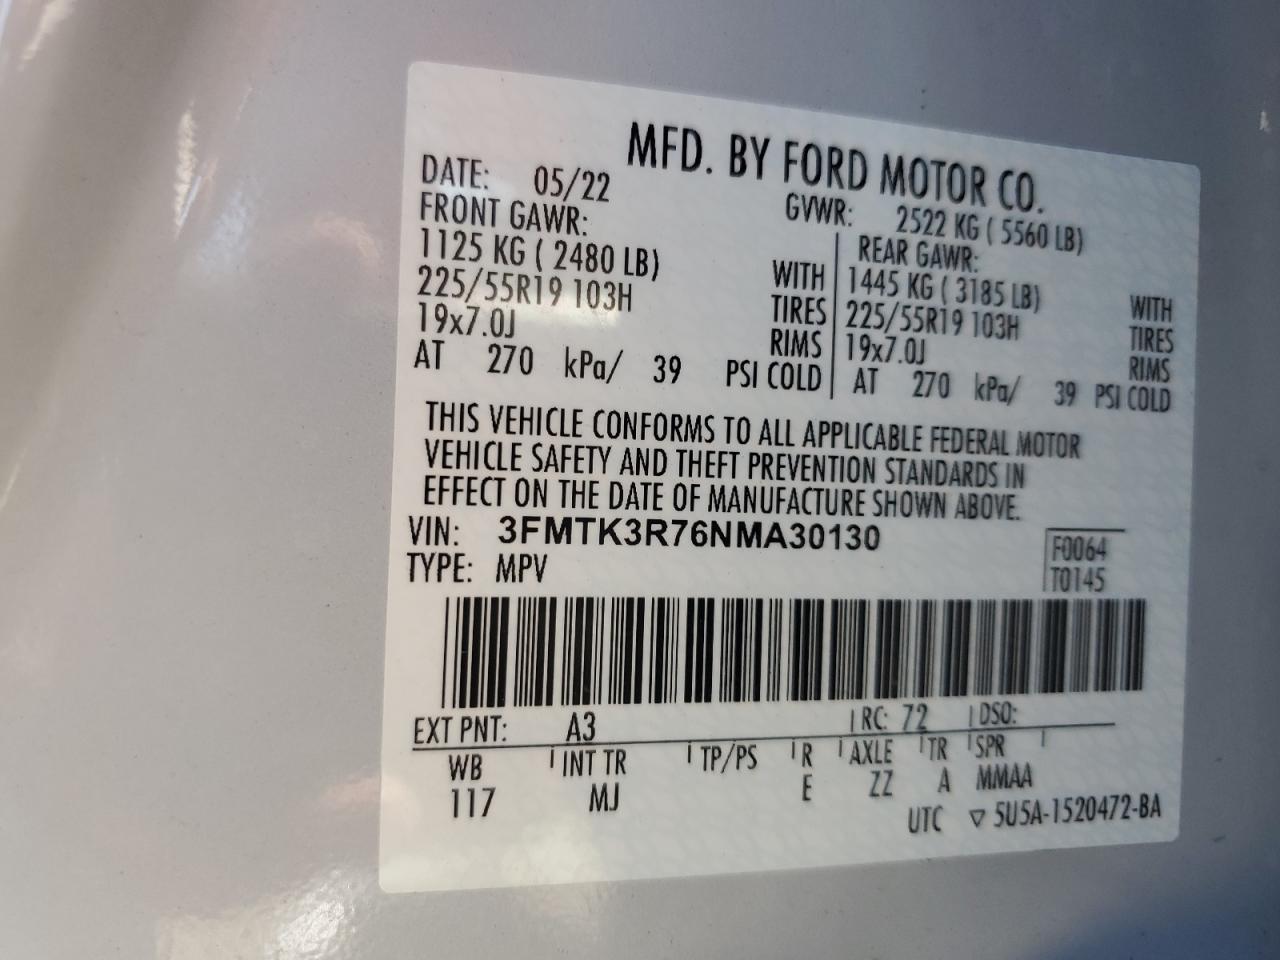 MFD. BY FORD MOTOR CO.
DATE: 05/22 GVWR: 2522 KG ( 5560 LB)
FRONT GAWR: REAR GAWR:
1125 KG ( 2480 LB) WITH 1445 KG ( 3185 LB) WITH
225/55R19 103H TIRES 225/55R19 103H TIRES
19x7.0J RIMS 19x7.0J RIMS
AT 270 kPa/ 39 PSI COLD AT 270 kPa/ 39 PSI COLD
THIS VEHICLE CONFORMS TO ALL APPLICABLE FEDERAL MOTOR
VEHICLE SAFETY AND THEFT PREVENTION STANDARDS IN
EFFECT ON THE DATE OF MANUFACTURE SHOWN ABOVE.
VIN: 3FMTK3R76NMA30130
TYPE: MPV
F0064
T0145
EXT PNT: A3 RC: 72 DSO:
WB INT TR TP/PS R AXLE TR SPR
117 MJ E ZZ A MMAA
UTC ▽ 5U5A-1520472-BA